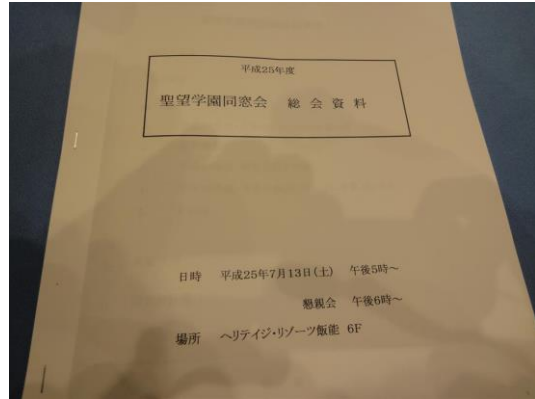 平成25年度
聖望学園同窓会 総会資料
日時 平成25年7月13日(土) 午後5時~
懇親会 午後6時~
場所 ヘリテイジ・リゾーツ飯能 6F